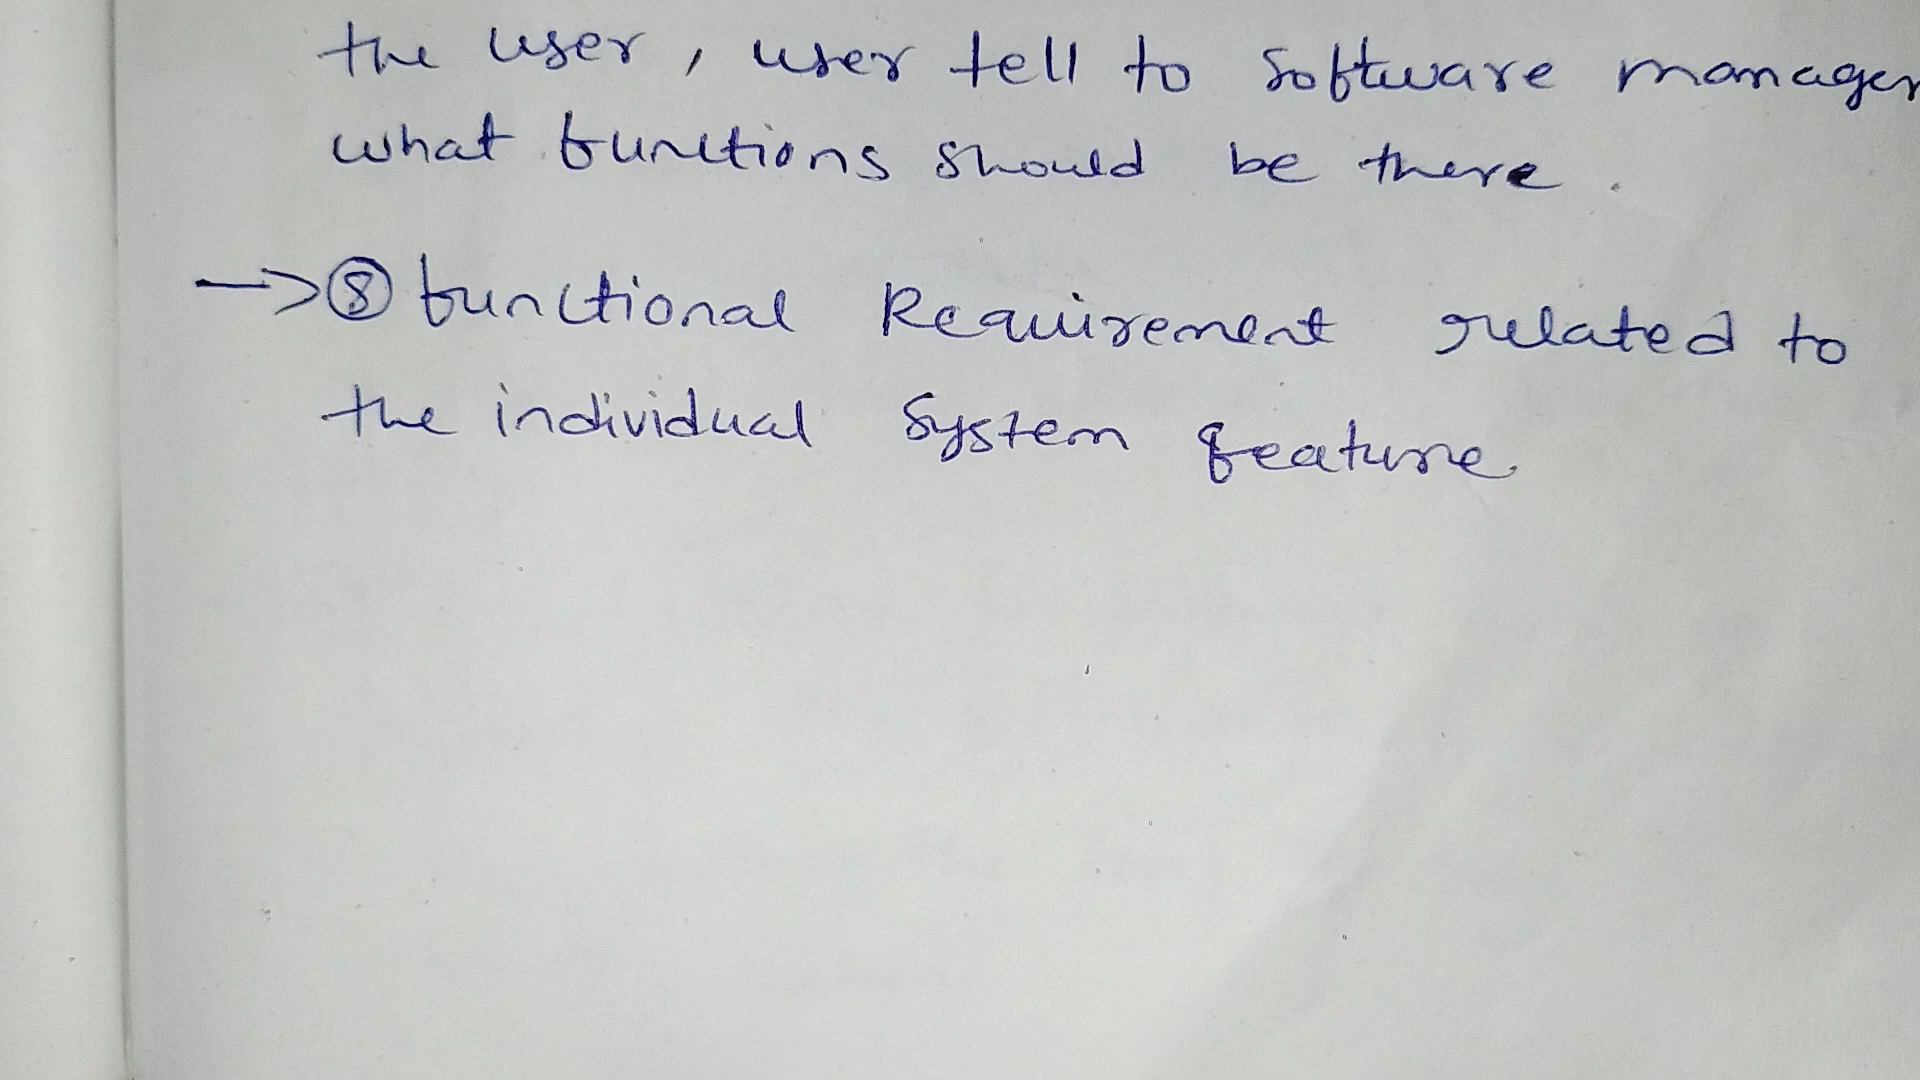 the user, user tell to software manager
what functions should be there.
→ ⑧ functional Requirement related to
the individual System feature